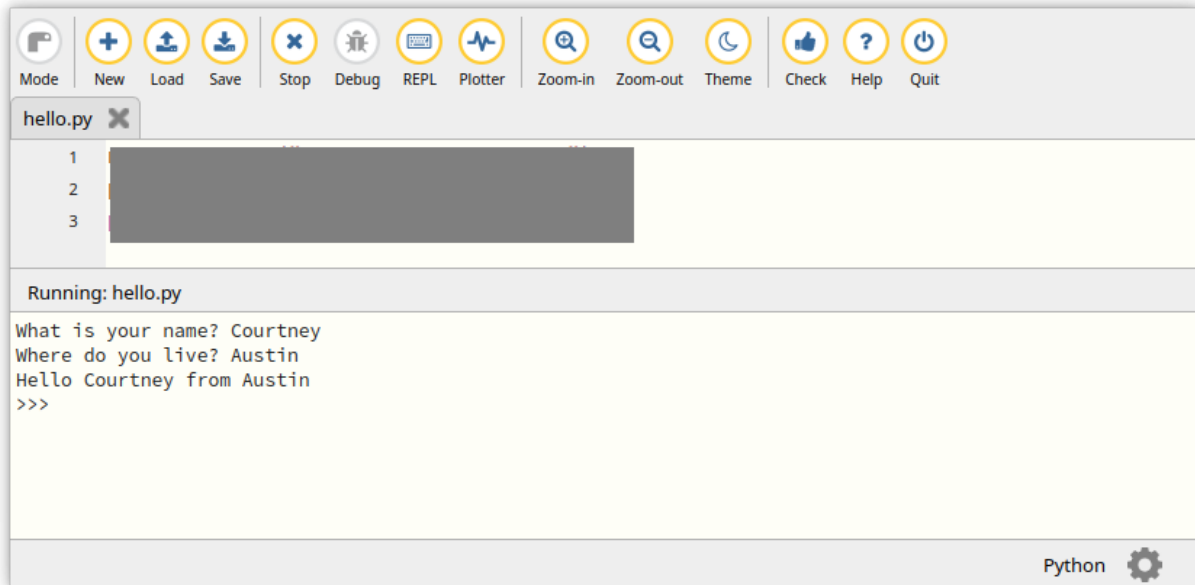 Mode New Load Save Stop Debug REPL Plotter Zoom-in Zoom-out Theme Check Help Quit
hello.py
1
2
3
Running: hello.py
What is your name? Courtney
Where do you live? Austin
Hello Courtney from Austin
>>>
Python